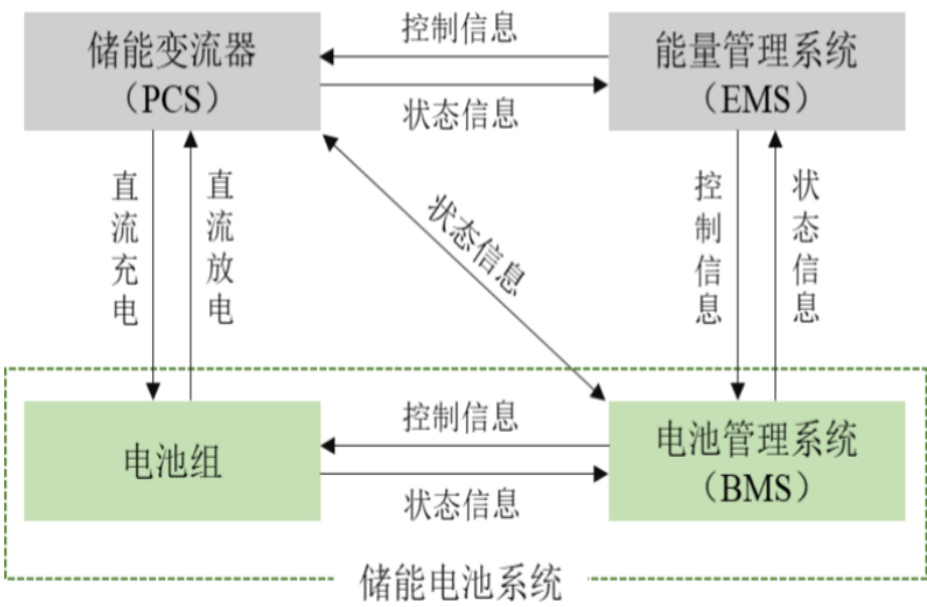 控制信息
储能变流器
（PCS）
能量管理系统
（EMS）
状态信息
直流充电
直流放电
状态信息
控制信息
状态信息
控制信息
电池组
电池管理系统
（BMS）
状态信息
储能电池系统